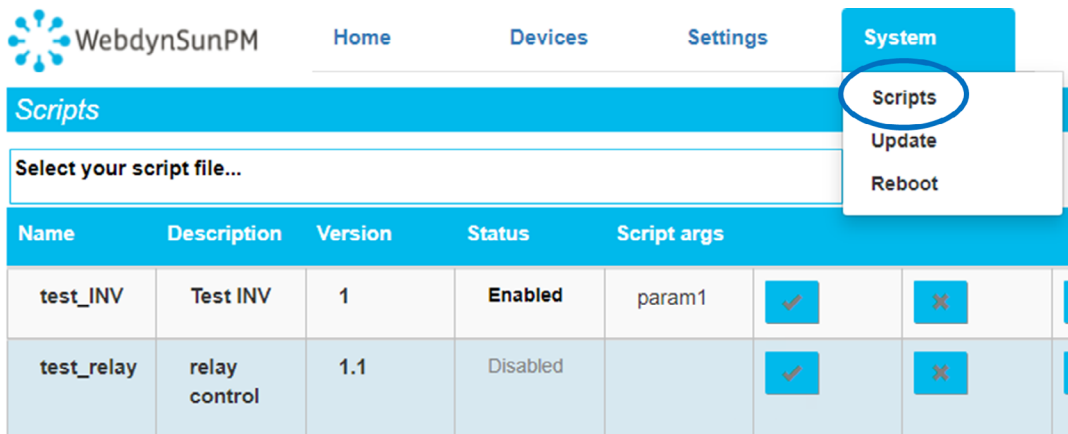 WebdynSunPM Home Devices Settings System
Scripts
Update
Reboot
Scripts
Select your script file...
Name Description Version Status Script args
test_INV Test INV 1 Enabled param1
test_relay relay control 1.1 Disabled